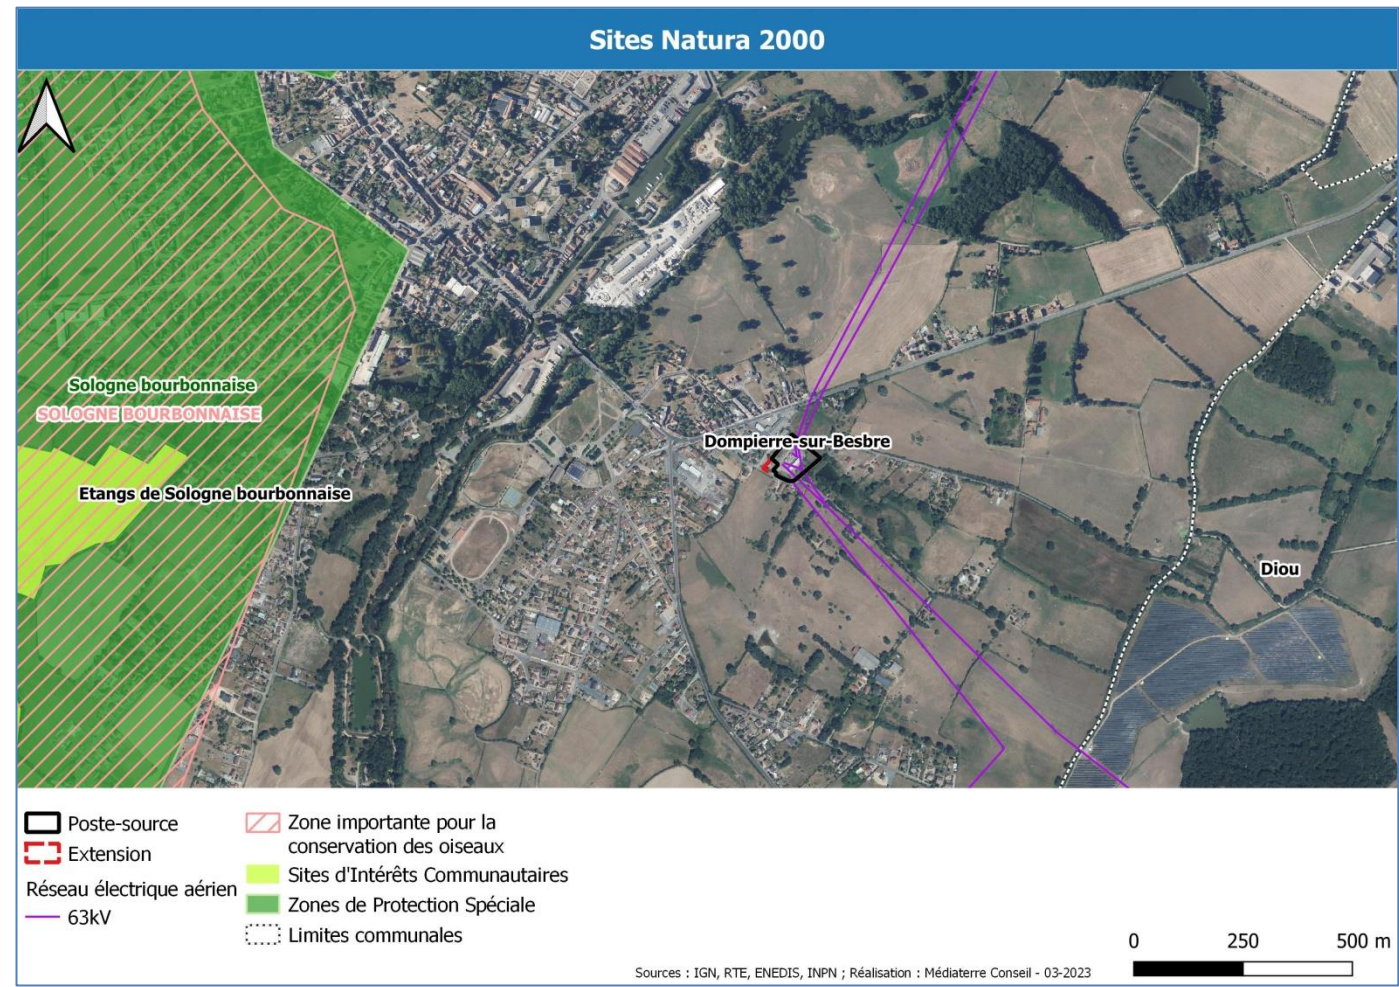 Sites Natura 2000
Sologne bourbonnaise
SOLOGNE BOURBONNAISE
Dompierre-sur-Besbre
Etangs de Sologne bourbonnaise
Diou
Poste-source
Extension
Réseau électrique aérien
63kV
Zone importante pour la
conservation des oiseaux
Sites d'Intérêts Communautaires
Zones de Protection Spéciale
Limites communales
0 250 500 m
Sources : IGN, RTE, ENEDIS, INPN ; Réalisation : Médiaterre Conseil - 03-2023